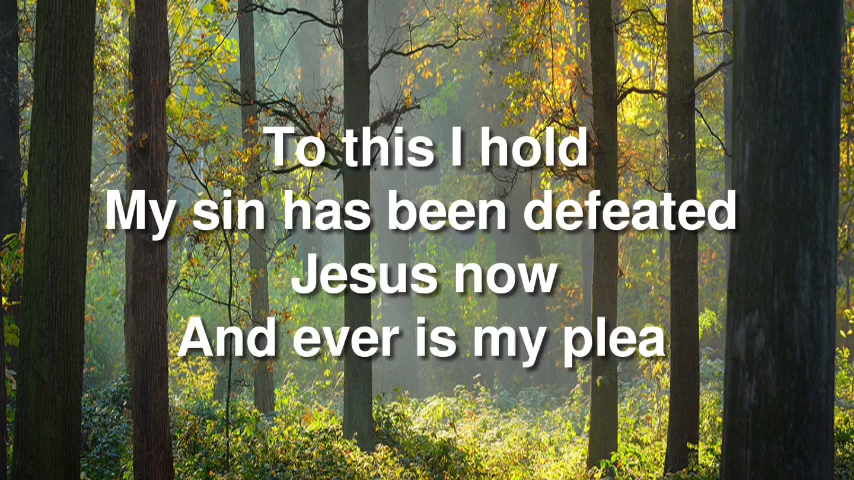 To this I hold
My sin has been defeated
Jesus now
And ever is my plea